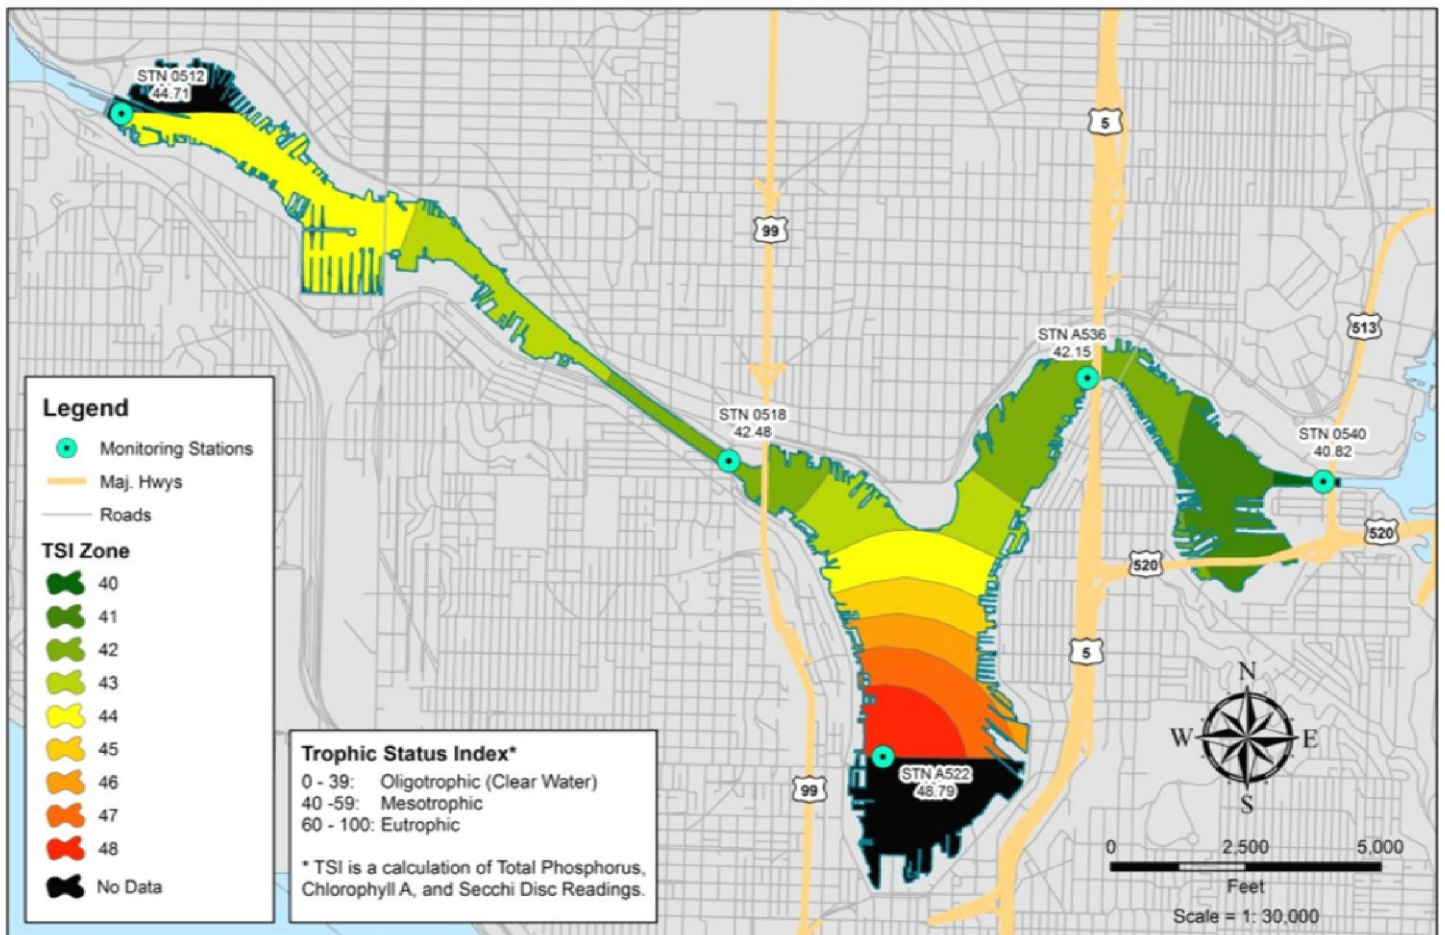 STN 0512
44.71
5
99
STN A536
42.15
513
STN 0518
42.48
STN 0540
40.82
520
520
5
STN A522
48.79
99
Legend
Monitoring Stations
Maj. Hwys
Roads
TSI Zone
40
41
42
43
44
45
46
47
48
No Data
Trophic Status Index*
0 - 39: Oligotrophic (Clear Water)
40 -59: Mesotrophic
60 - 100: Eutrophic
* TSI is a calculation of Total Phosphorus,
Chlorophyll A, and Secchi Disc Readings.
N
W E
S
0 2,500 5,000
Feet
Scale = 1: 30,000